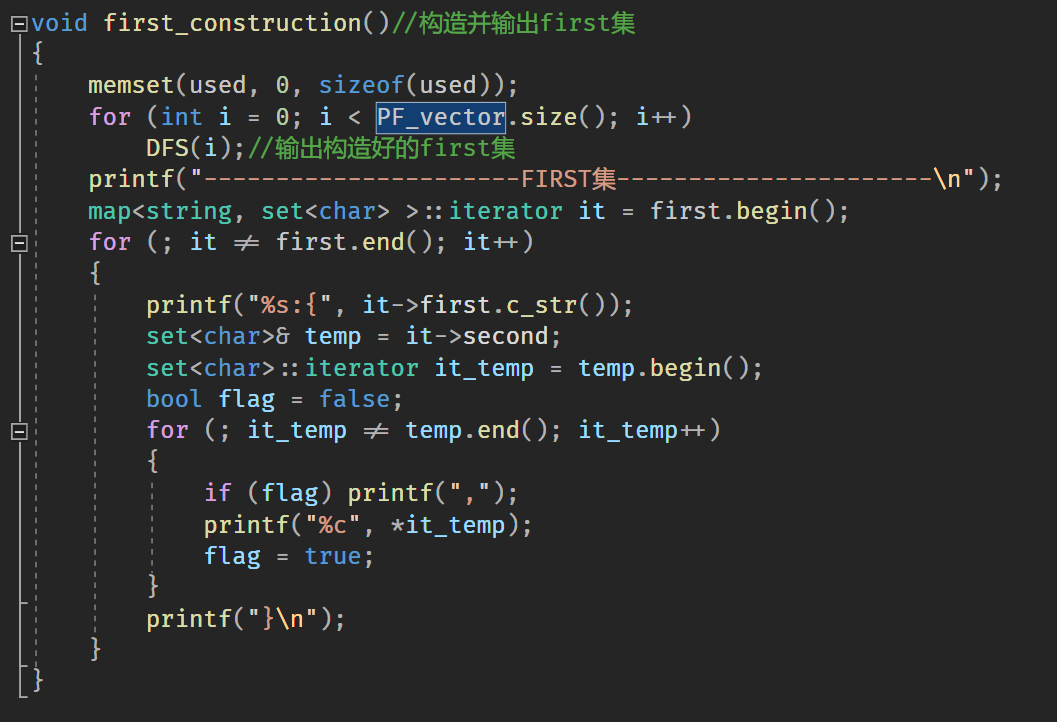 void first_construction()//构造并输出first集
{
    memset(used, 0, sizeof(used));
    for (int i = 0; i < PF_vector.size(); i++)
        DFS(i);//输出构造好的first集
    printf("----------------------FIRST集----------------------\n");
    map<string, set<char> >::iterator it = first.begin();
    for (; it != first.end(); it++)
    {
        printf("%s:{", it->first.c_str());
        set<char>& temp = it->second;
        set<char>::iterator it_temp = temp.begin();
        bool flag = false;
        for (; it_temp != temp.end(); it_temp++)
        {
            if (flag) printf(",");
            printf("%c", *it_temp);
            flag = true;
        }
        printf("}\n");
    }
}